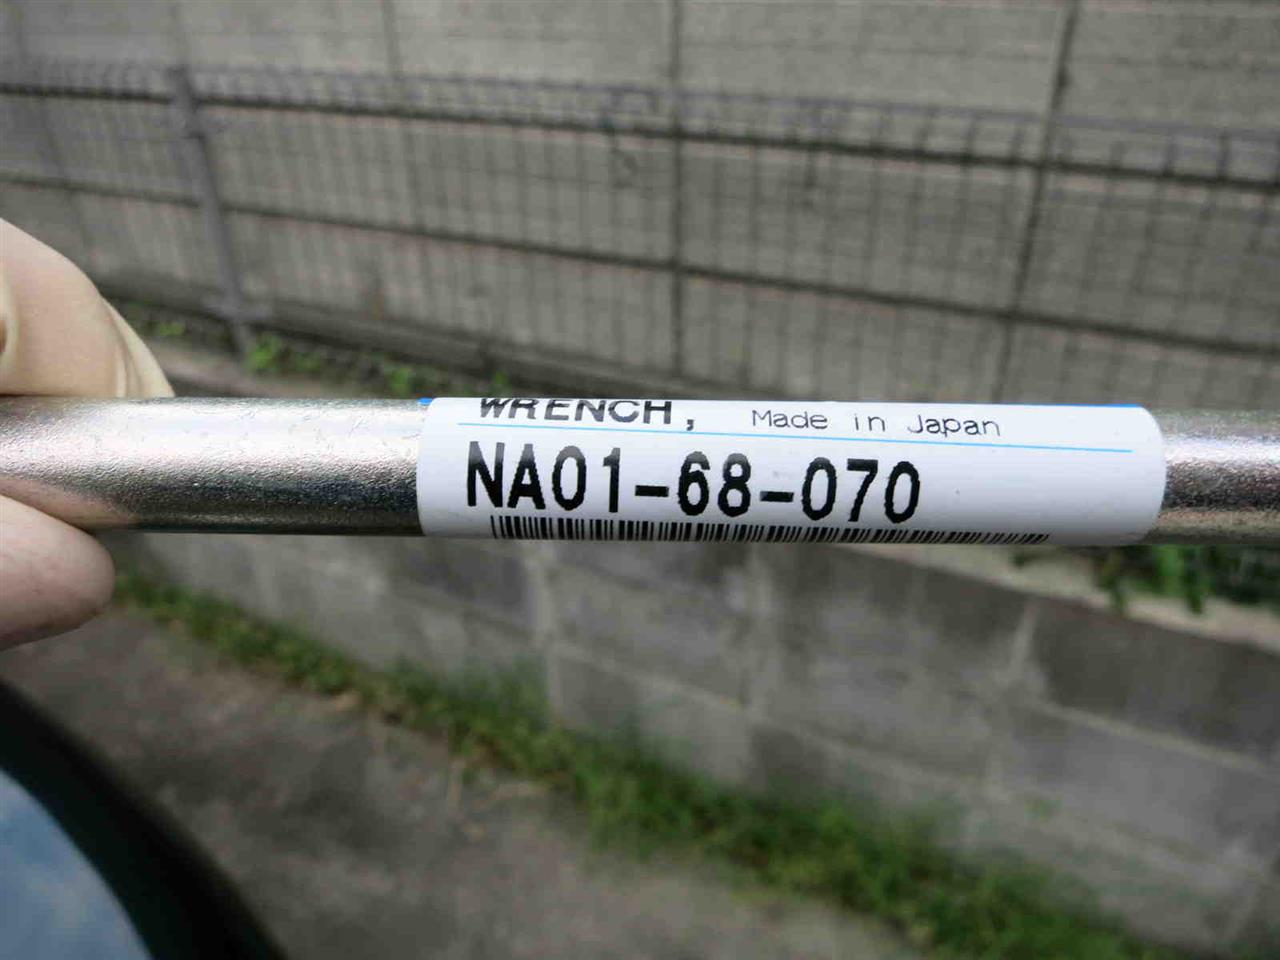 WRENCH, Made in Japan
NA01-68-070